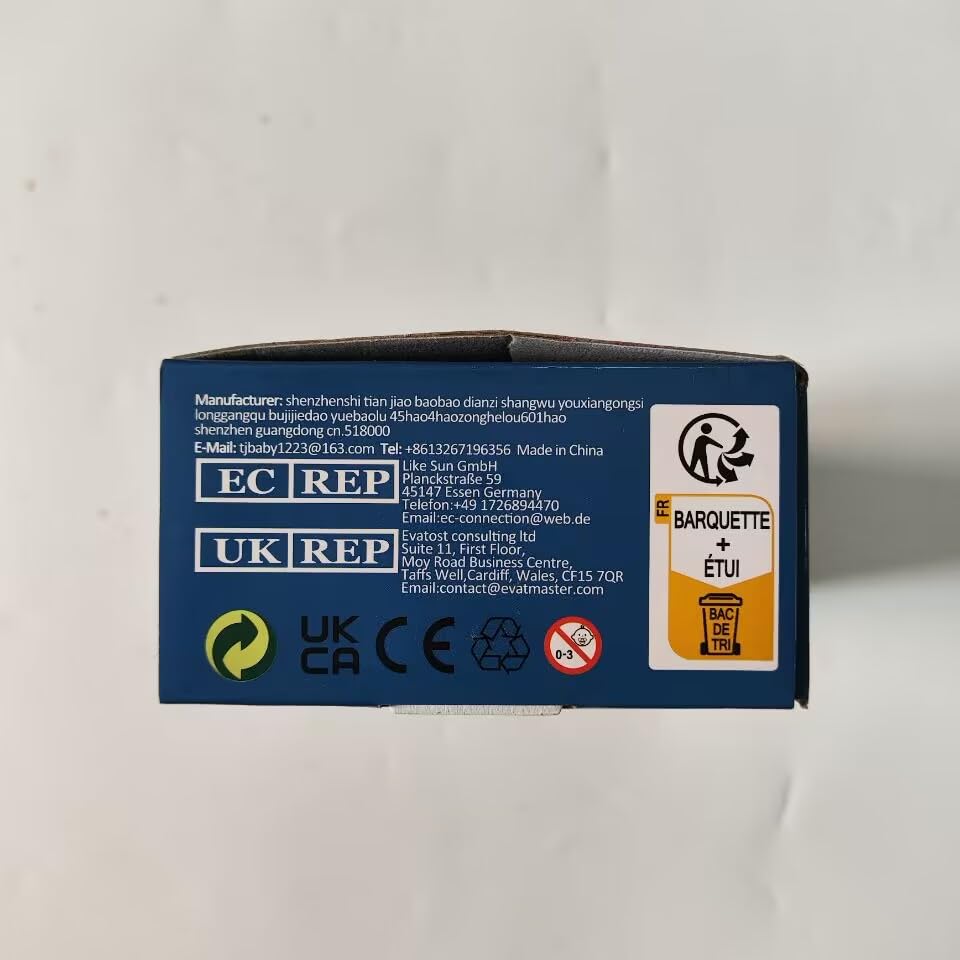 Manufacturer: shenzhenshi tian jiao baobao dianzi shangwu youxiangongsi
longgangqu bujijiedao yuebaolu 45hao4haozonghelou601hao
shenzhen guangdong cn.518000
E-Mail: tjbaby1223@163.com Tel: +8613267196356 Made in China
EC REP
Like Sun GmbH
Planckstraße 59
45147 Essen Germany
Telefon:+49 1726894470
Email:ec-connection@web.de
UK REP
Evatost consulting ltd
Suite 11, First Floor,
Moy Road Business Centre,
Taffs Well,Cardiff, Wales, CF15 7QR
Email:contact@evatmaster.com
UK
CA
CE
0-3
FR
BARQUETTE
+
ÉTUI
BAC
DE
TRI